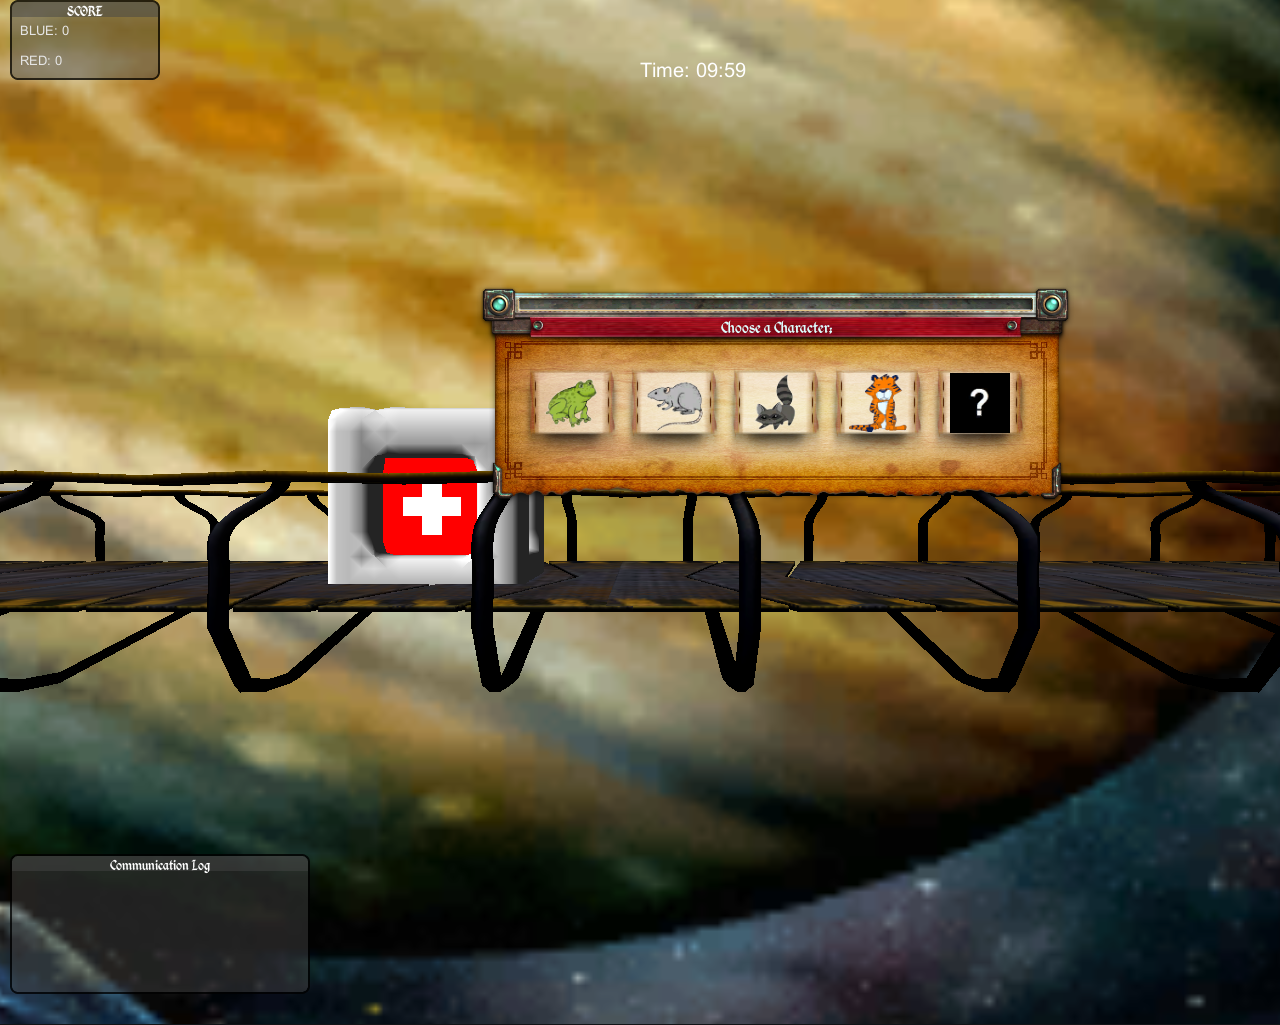 SCORE
BLUE: 0
RED: 0
Time: 09:59
Choose a Character:
?
Communication Log